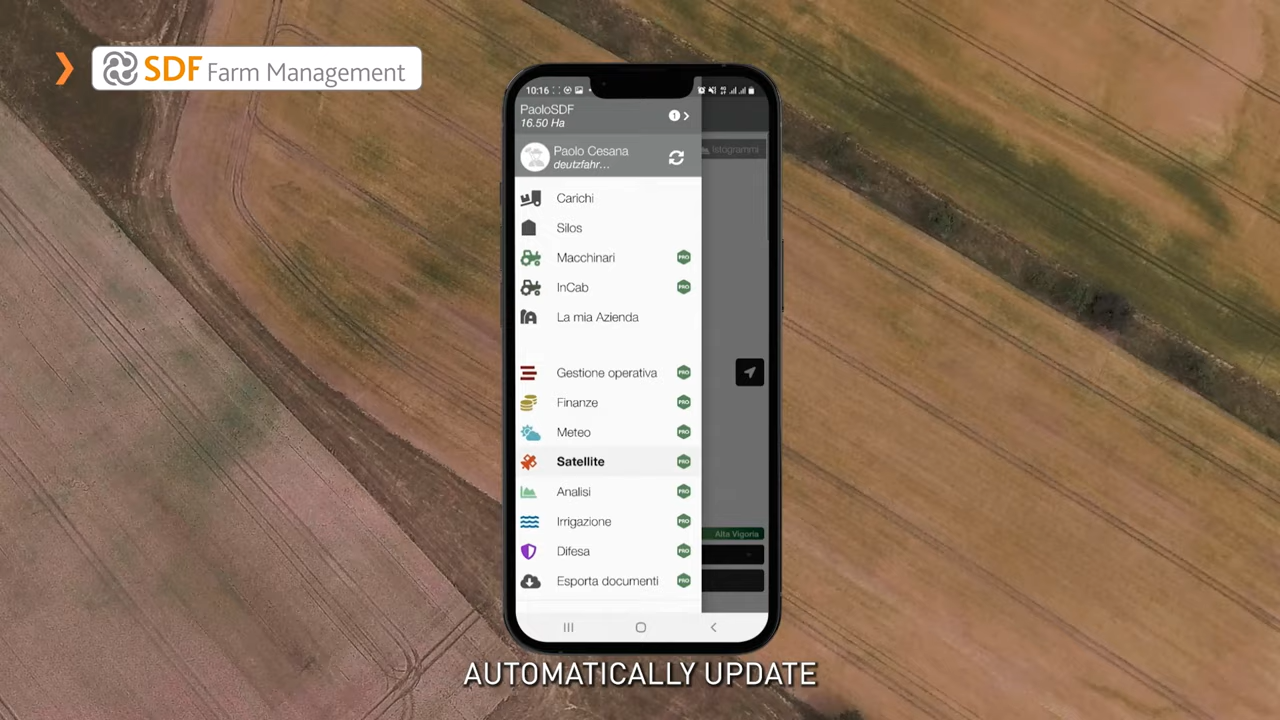 SDF Farm Management
10:16
PaoloSDF
16.50 Ha
1
Paolo Cesana
deutzfahr...
Istogrammi
Carichi
Silos
Macchinari PRO
InCab PRO
La mia Azienda
Gestione operativa PRO
Finanze PRO
Meteo PRO
Satellite PRO
Analisi PRO
Alta Vigoria
Irrigazione PRO
Difesa PRO
Esporta documenti PRO
AUTOMATICALLY UPDATE